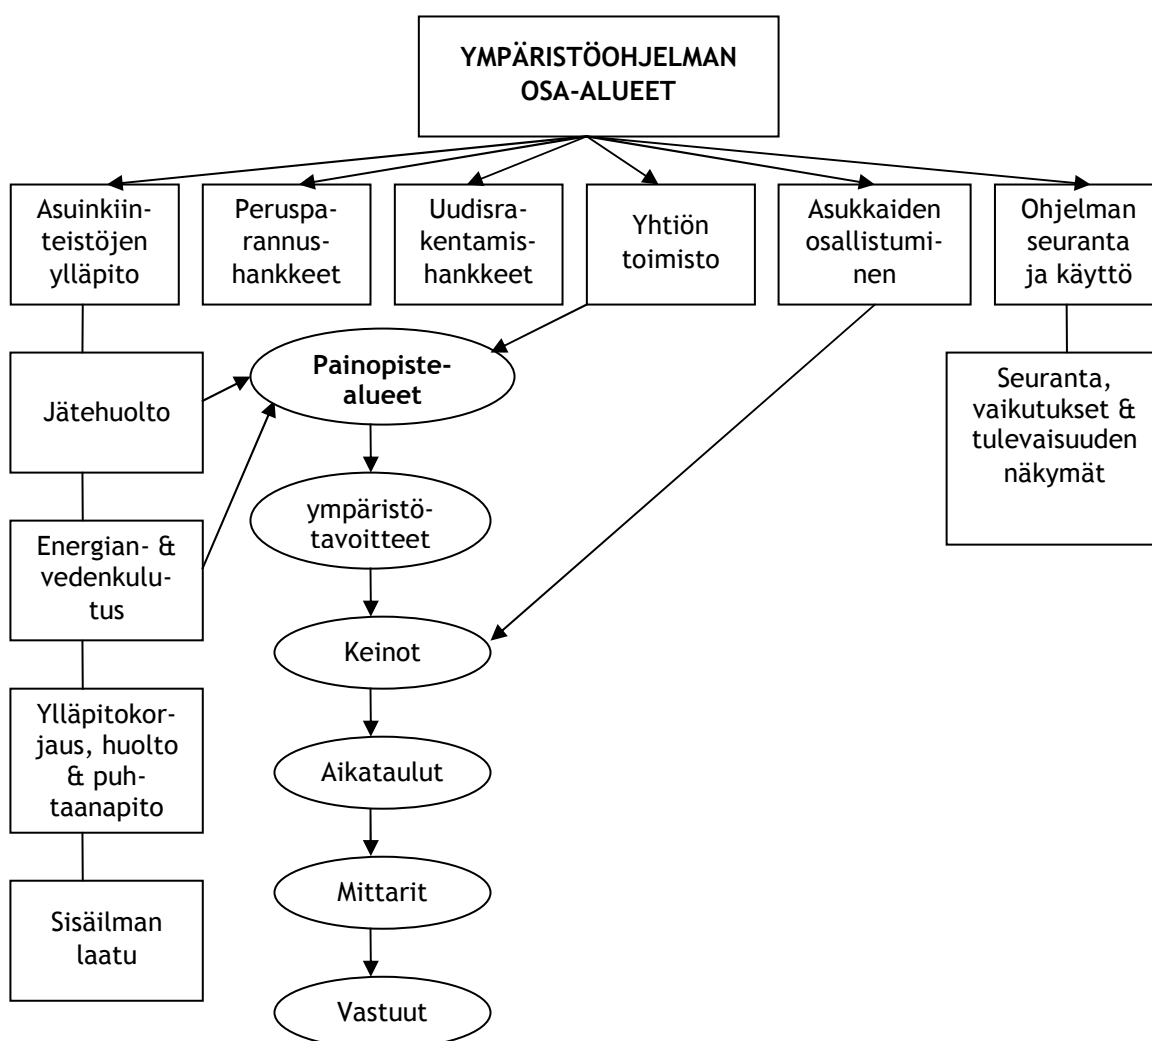 YMPÄRISTÖOHJELMAN
OSA-ALUEET
Asuinkiin-
teistöjen
ylläpito
Peruspa-
rannus-
hankkeet
Uudisra-
kentamis-
hankkeet
Yhtiön
toimisto
Asukkaiden
osallistumi-
nen
Ohjelman
seuranta
ja käyttö
Jätehuolto
Painopiste-
alueet
Seuranta,
vaikutukset &
tulevaisuuden
näkymät
ympäristö-
tavoitteet
Energian- &
vedenkulu-
tus
Keinot
Ylläpitokor-
jaus, huolto
& puh-
taanapito
Aikataulut
Mittarit
Sisäilman
laatu
Vastuut